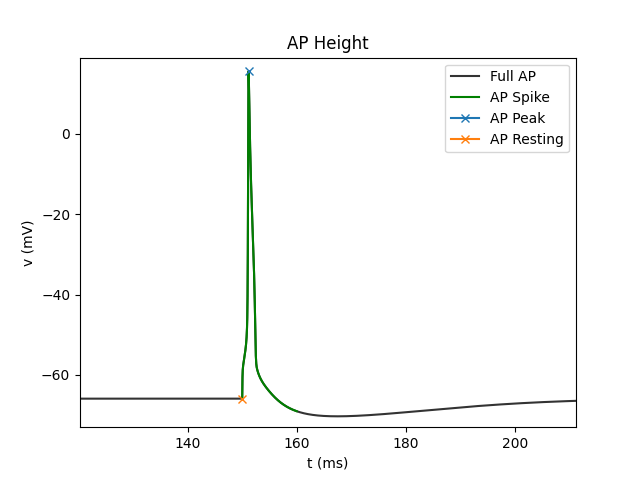 AP Height
Full AP
AP Spike
AP Peak
AP Resting
0
−20
−40
−60
v (mV)
140
160
180
200
t (ms)